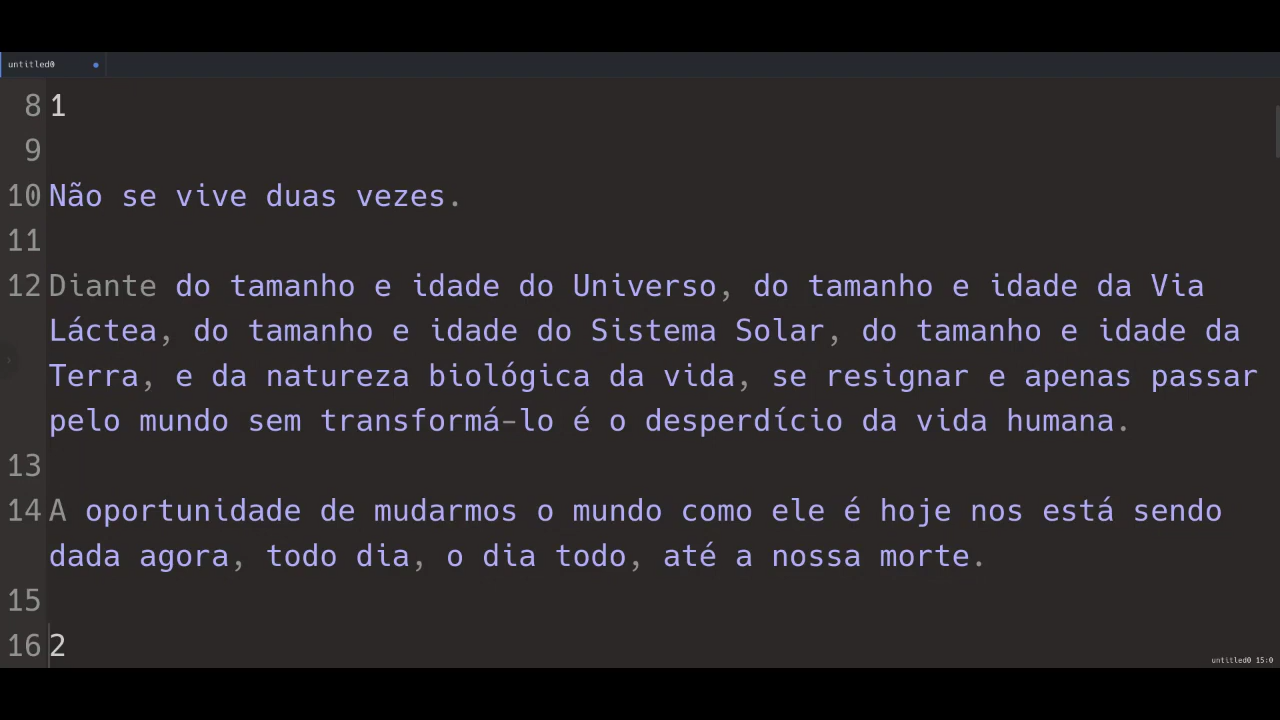 untitled0
8 1
9
10 Não se vive duas vezes.
11
12 Diante do tamanho e idade do Universo, do tamanho e idade da Via
Láctea, do tamanho e idade do Sistema Solar, do tamanho e idade da
Terra, e da natureza biológica da vida, se resignar e apenas passar
pelo mundo sem transformá-lo é o desperdício da vida humana.
13
14 A oportunidade de mudarmos o mundo como ele é hoje nos está sendo
dada agora, todo dia, o dia todo, até a nossa morte.
15
16 2
untitled0 15:0